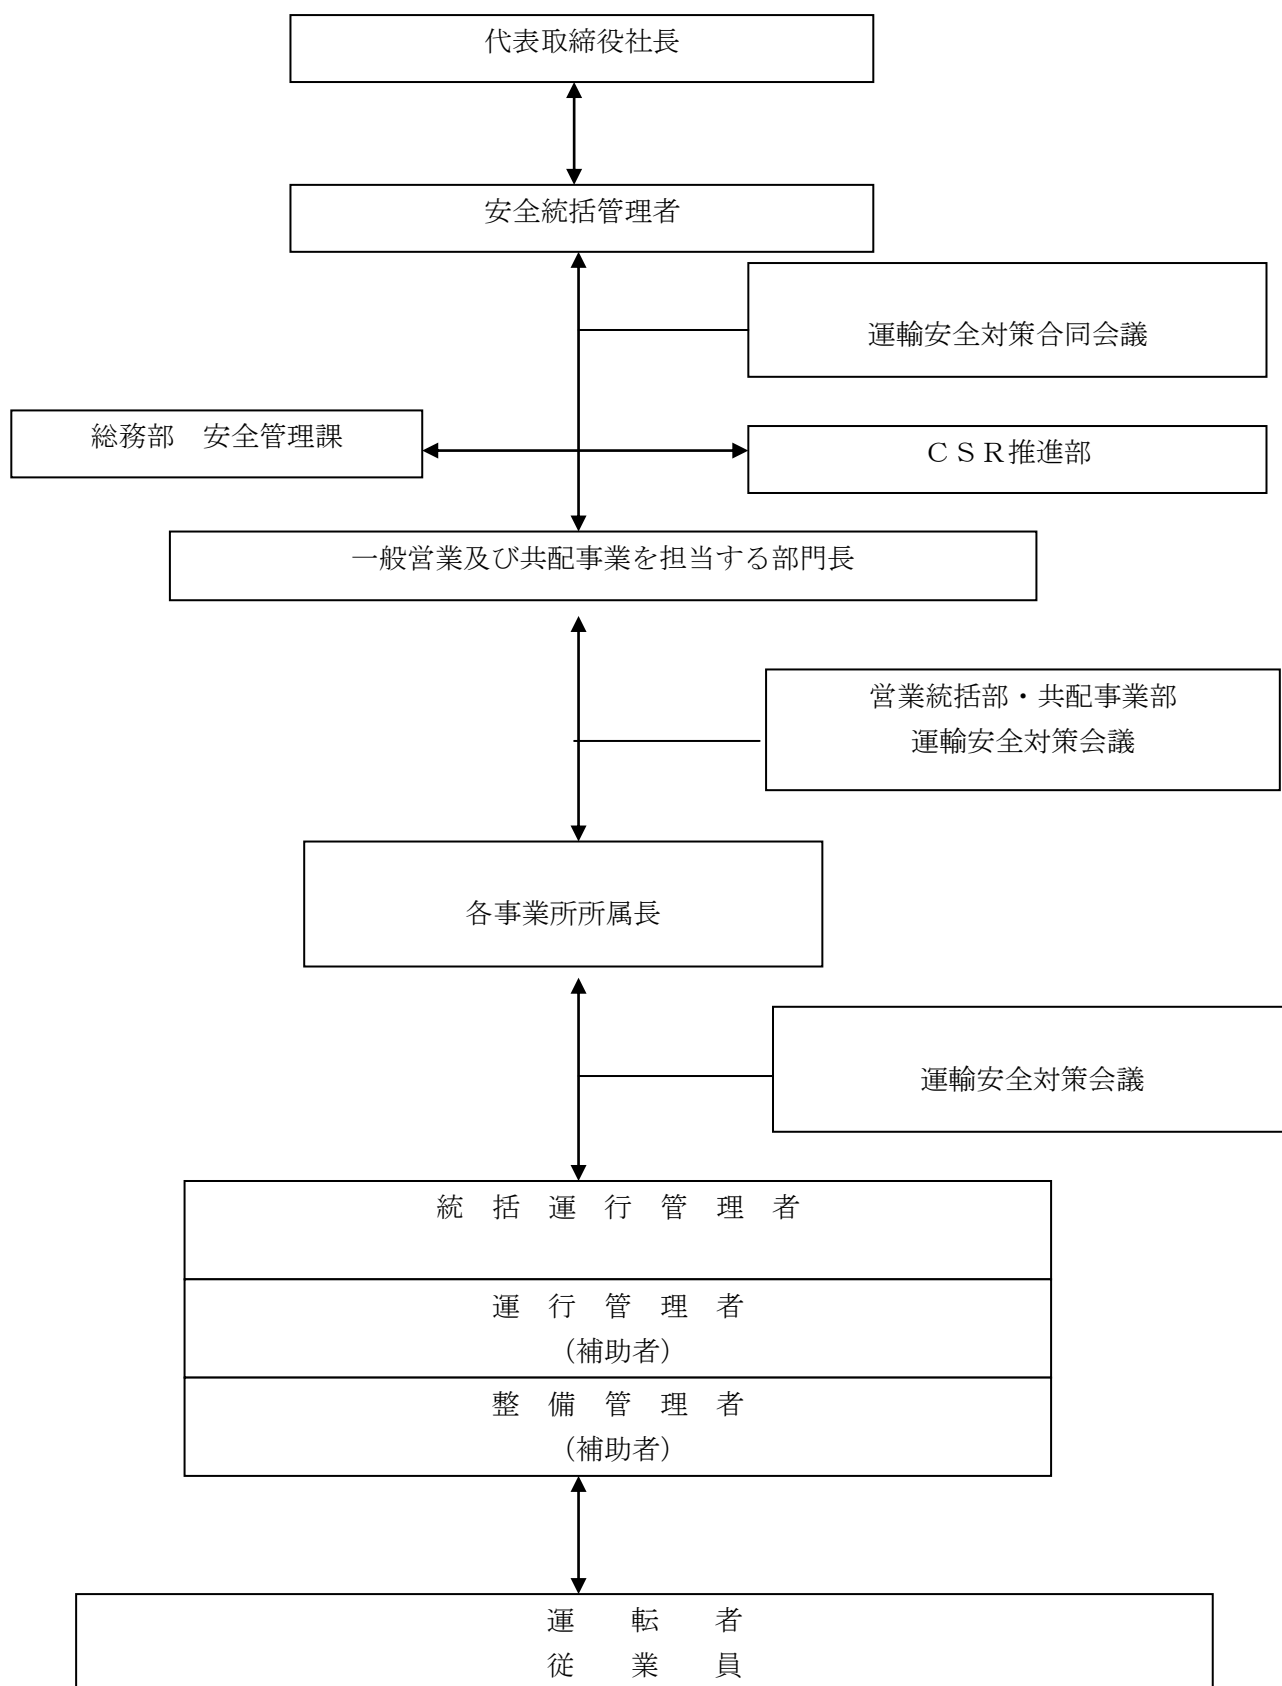 代表取締役社長
安全統括管理者
運輸安全対策合同会議
総務部　安全管理課
ＣＳＲ推進部
一般営業及び共配事業を担当する部門長
営業統括部・共配事業部
運輸安全対策会議
各事業所所属長
運輸安全対策会議
統　括　運　行　管　理　者
運　行　管　理　者
（補助者）
整　備　管　理　者
（補助者）
運　　転　　者
従　　業　　員